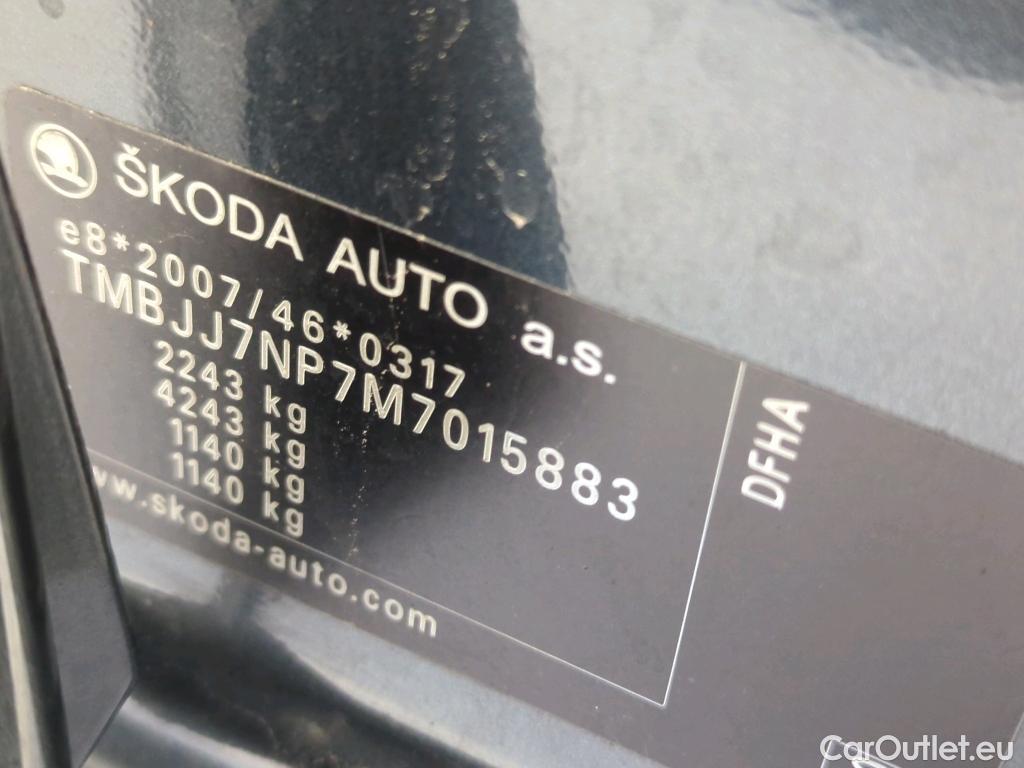 ŠKODA AUTO a.s.
e8*2007/46*0317
TMBJJ7NP7M7015883
2243 kg
4243 kg
1140 kg
1140 kg
www.skoda-auto.com
DFHA
CarOutlet.eu